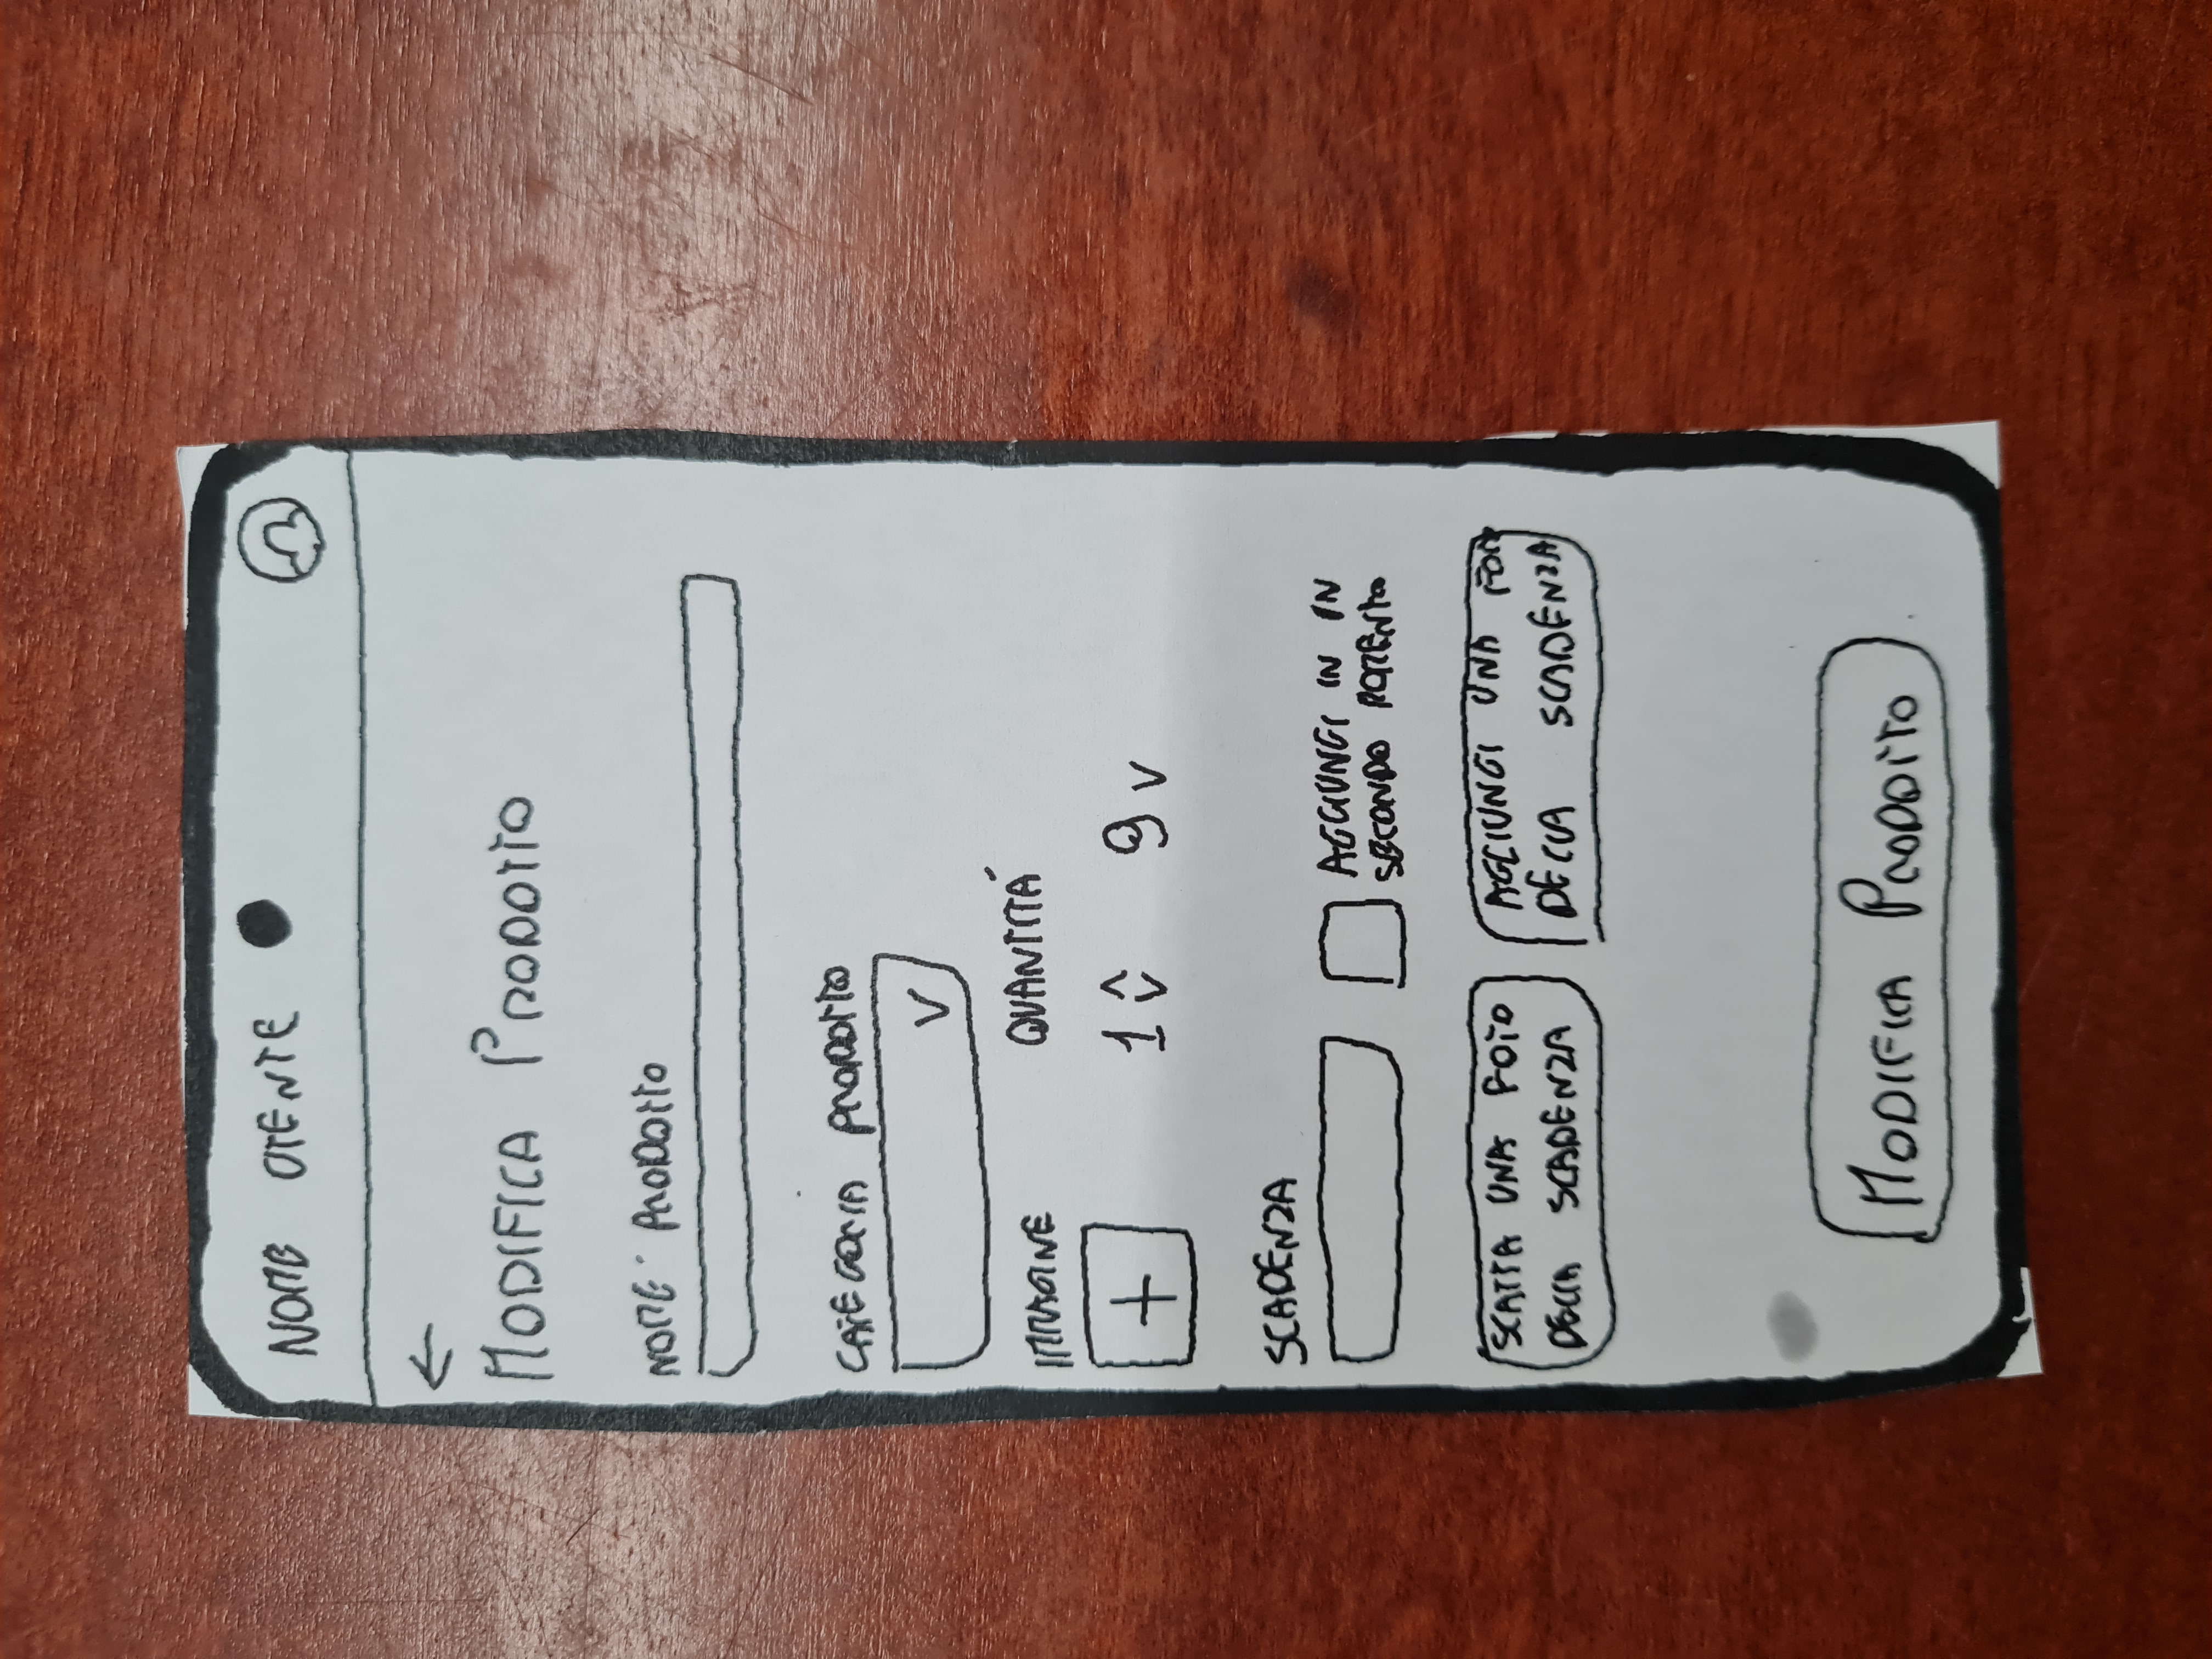 NOME UTENTE
←
MODIFICA PRODOTTO
NOME PRODOTTO
CATEGORIA PRODOTTO
V
IMMAGINE QUANTITÁ
+ 1 9 v
SCADENZA
AGGIUNGI IN IN
SECONDO MOMENTO
SCATTA UNA FOTO
DELLA SCADENZA
AGGIUNGI UNA FOTO
DELLA SCADENZA
MODIFICA PRODOTTO